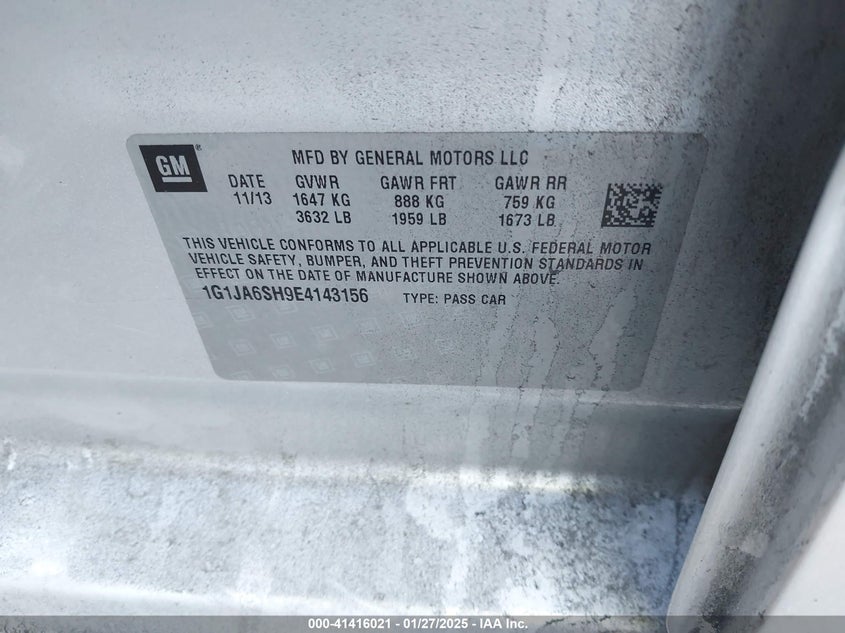 GM®
MFD BY GENERAL MOTORS LLC
DATE GVWR GAWR FRT GAWR RR
11/13 1647 KG 888 KG 759 KG
3632 LB 1959 LB 1673 LB
THIS VEHICLE CONFORMS TO ALL APPLICABLE U.S. FEDERAL MOTOR
VEHICLE SAFETY, BUMPER, AND THEFT PREVENTION STANDARDS IN
EFFECT ON THE DATE OF MANUFACTURE SHOWN ABOVE.
1G1JA6SH9E4143156 TYPE: PASS CAR
000-41416021 - 01/27/2025 - IAA Inc.